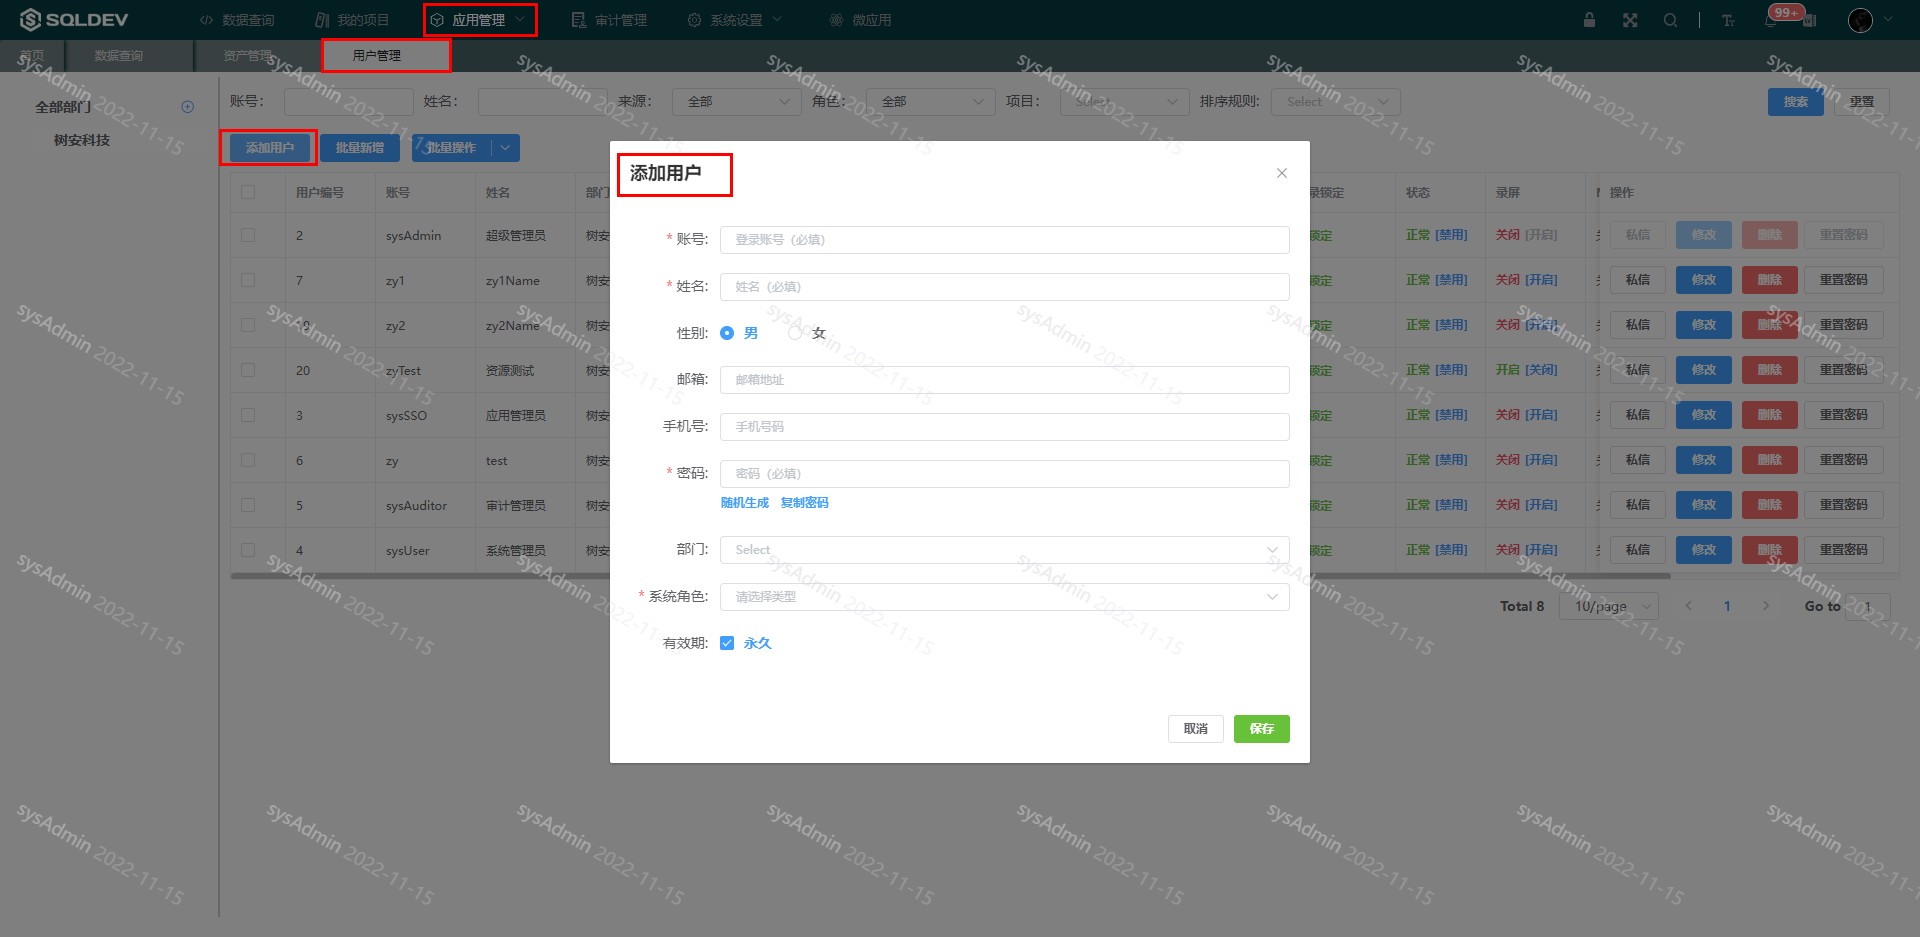 SQLDEV
数据查询
我的项目
应用管理
审计管理
系统设置
微应用
99+
首页
数据查询
资产管理
用户管理
全部部门
树安科技
账号:
姓名:
来源:
全部
角色:
全部
项目:
Select
排序规则:
Select
搜索
重置
添加用户
批量新增
批量操作
用户编号 账号 姓名 部门 录锁定 状态 录屏 操作
2 sysAdmin 超级管理员 树安 锁定 正常 [禁用] 关闭 [开启] 私信 修改 删除 重置密码
7 zy1 zy1Name 树安 锁定 正常 [禁用] 关闭 [开启] 私信 修改 删除 重置密码
19 zy2 zy2Name 树安 锁定 正常 [禁用] 关闭 [开启] 私信 修改 删除 重置密码
20 zyTest 资源测试 树安 锁定 正常 [禁用] 开启 [关闭] 私信 修改 删除 重置密码
3 sysSSO 应用管理员 树安 锁定 正常 [禁用] 关闭 [开启] 私信 修改 删除 重置密码
6 zy test 树安 锁定 正常 [禁用] 关闭 [开启] 私信 修改 删除 重置密码
5 sysAuditor 审计管理员 树安 锁定 正常 [禁用] 关闭 [开启] 私信 修改 删除 重置密码
4 sysUser 系统管理员 树安 锁定 正常 [禁用] 关闭 [开启] 私信 修改 删除 重置密码
Total 8
10/page
1
Go to
1
添加用户
* 账号:
登录账号 (必填)
* 姓名:
姓名 (必填)
性别:
男
女
邮箱:
邮箱地址
手机号:
手机号码
* 密码:
密码 (必填)
随机生成 复制密码
部门:
Select
* 系统角色:
请选择类型
有效期:
永久
取消
保存
sysAdmin 2022-11-15